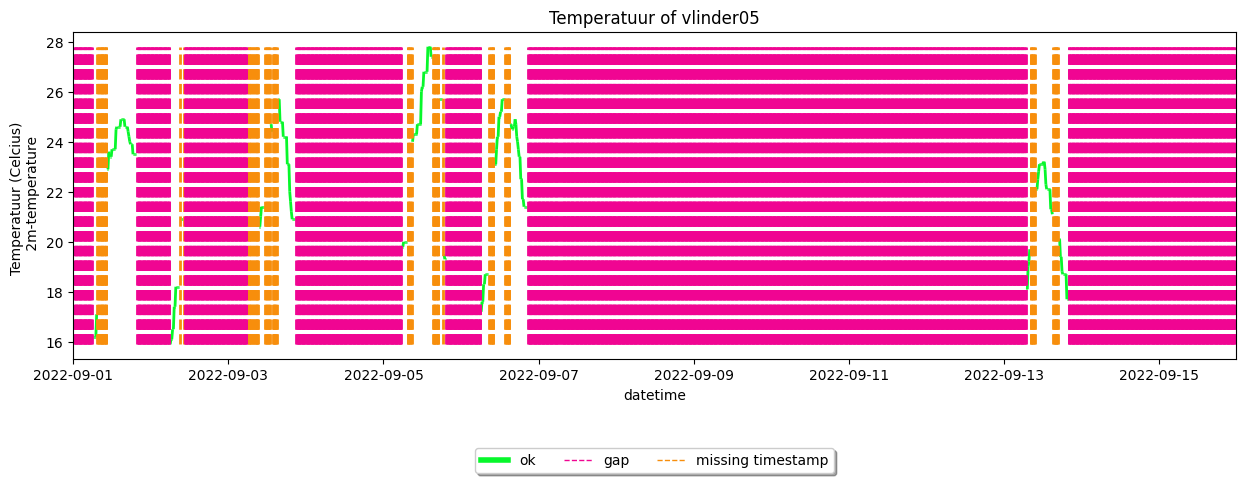 Temperatuur of vlinder05
Temperatuur (Celcius)
2m-temperature
28
26
24
22
20
18
16
2022-09-01
2022-09-03
2022-09-05
2022-09-07
2022-09-09
2022-09-11
2022-09-13
2022-09-15
datetime
ok
gap
missing timestamp